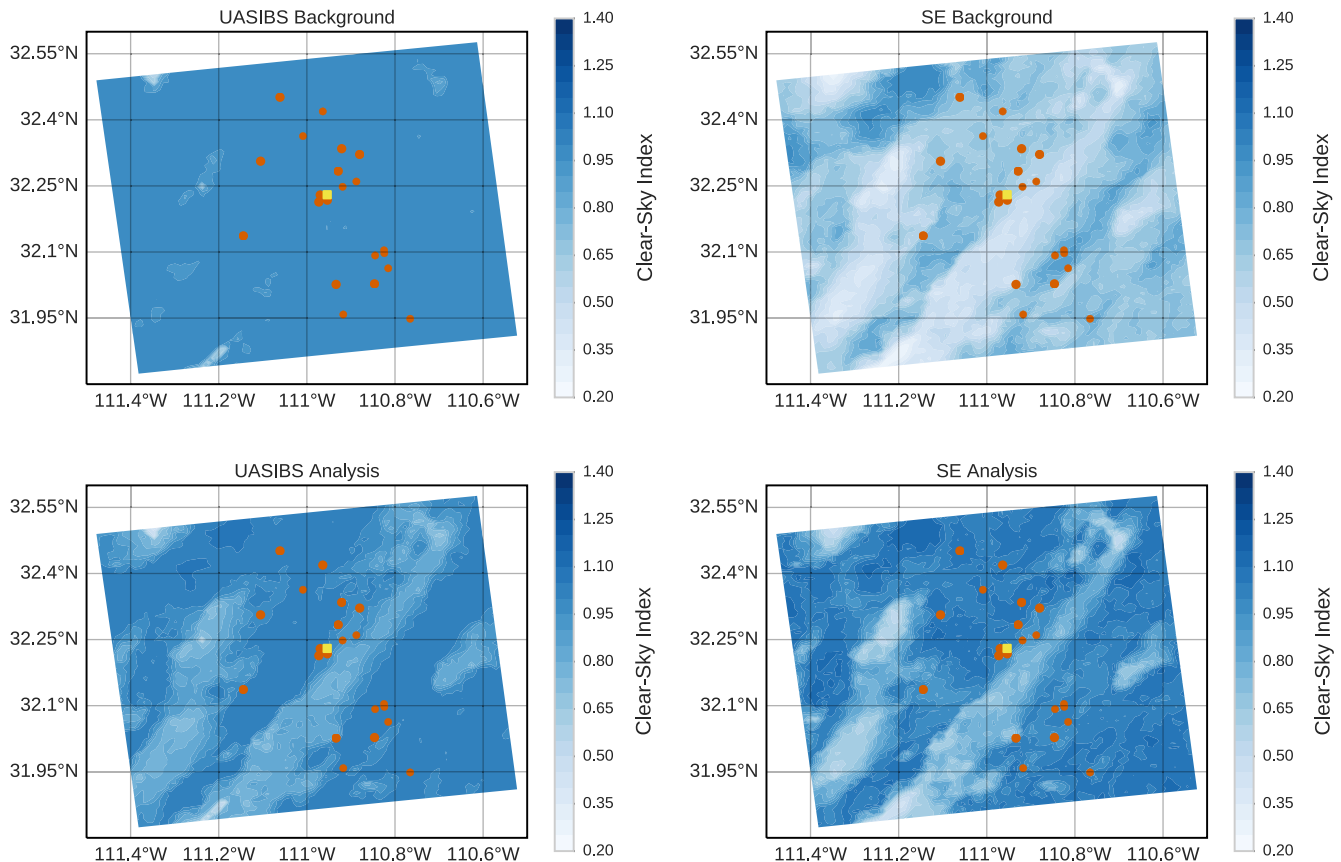 UASIBS Background
32.55°N
32.4°N
32.25°N
32.1°N
31.95°N
111.4°W 111.2°W 111°W 110.8°W 110.6°W
1.40
1.25
1.10
0.95
0.80
0.65
0.50
0.35
0.20
Clear-Sky Index
SE Background
32.55°N
32.4°N
32.25°N
32.1°N
31.95°N
111.4°W 111.2°W 111°W 110.8°W 110.6°W
1.40
1.25
1.10
0.95
0.80
0.65
0.50
0.35
0.20
Clear-Sky Index
UASIBS Analysis
32.55°N
32.4°N
32.25°N
32.1°N
31.95°N
111.4°W 111.2°W 111°W 110.8°W 110.6°W
1.40
1.25
1.10
0.95
0.80
0.65
0.50
0.35
0.20
Clear-Sky Index
SE Analysis
32.55°N
32.4°N
32.25°N
32.1°N
31.95°N
111.4°W 111.2°W 111°W 110.8°W 110.6°W
1.40
1.25
1.10
0.95
0.80
0.65
0.50
0.35
0.20
Clear-Sky Index